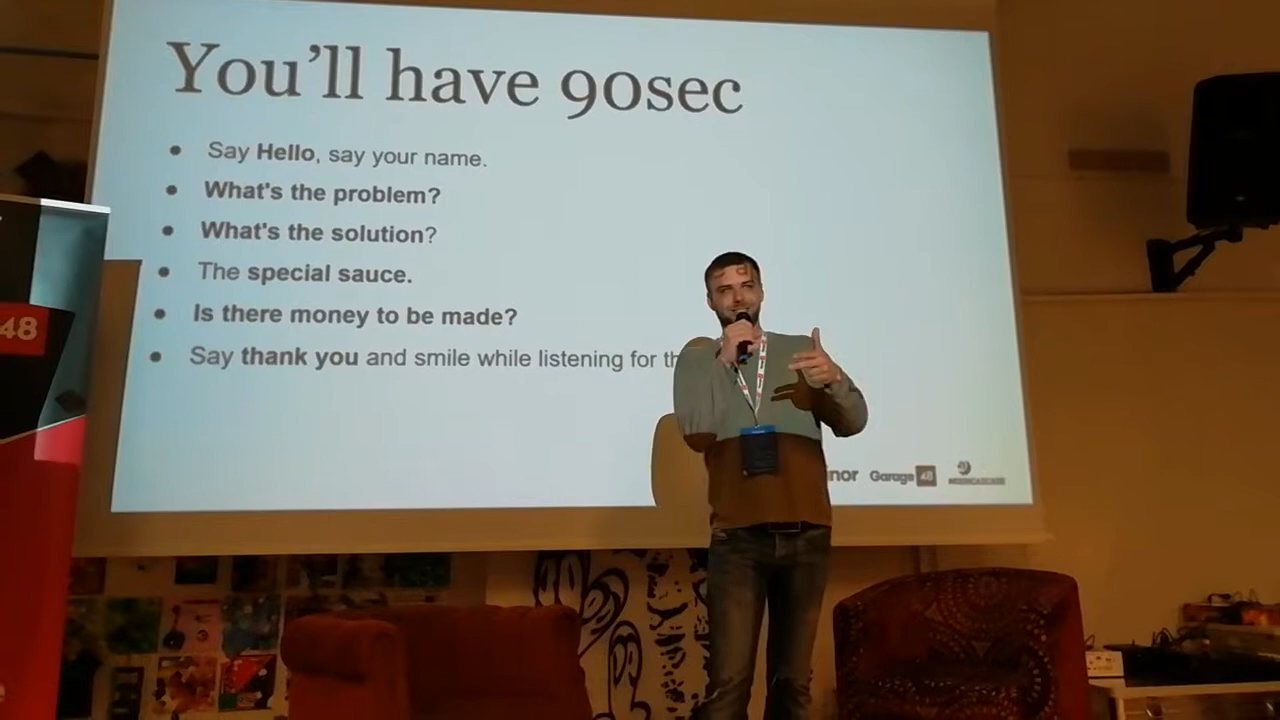 You'll have 90sec
Say Hello, say your name.
What's the problem?
What's the solution?
The special sauce.
Is there money to be made?
Say thank you and smile while listening for th
48
inor Garage 48